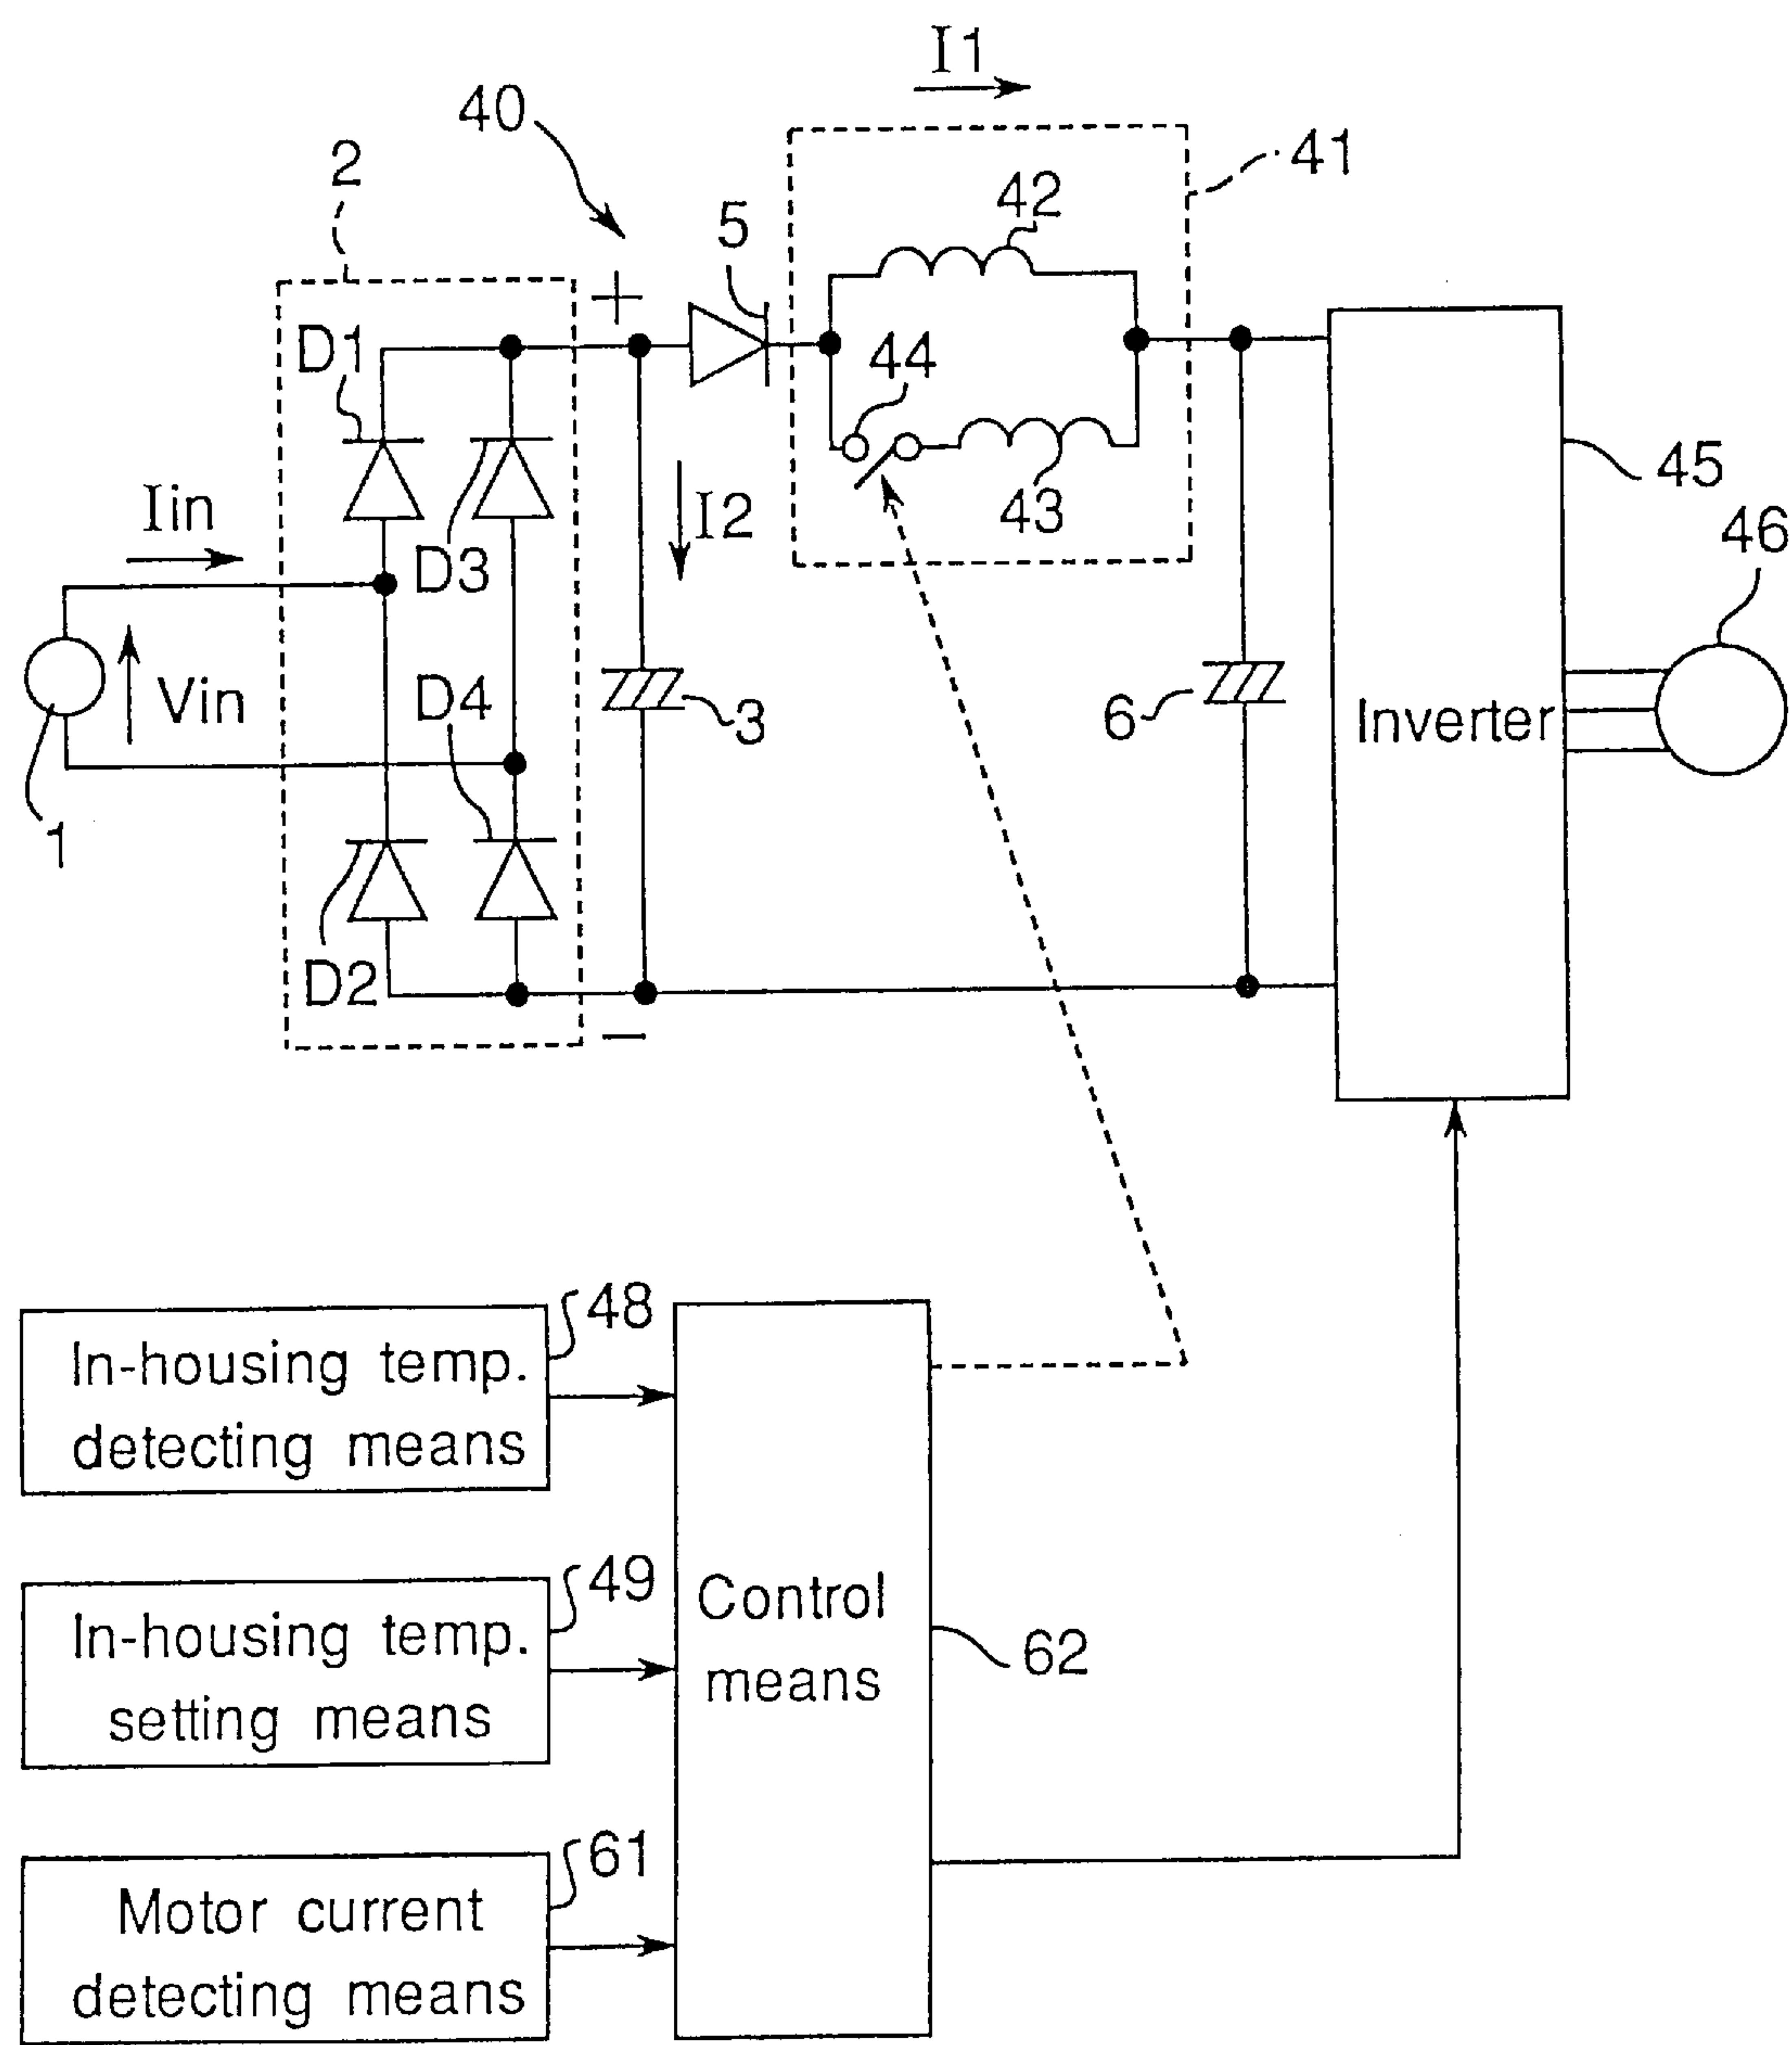 I1
40
2
41
42
5
D1
44
+
Iin
I2
43
45
46
D3
Vin
D4
3
6
Inverter
1
D2
−
48
In-housing temp.
detecting means
49
In-housing temp.
setting means
Control
means
62
61
Motor current
detecting means